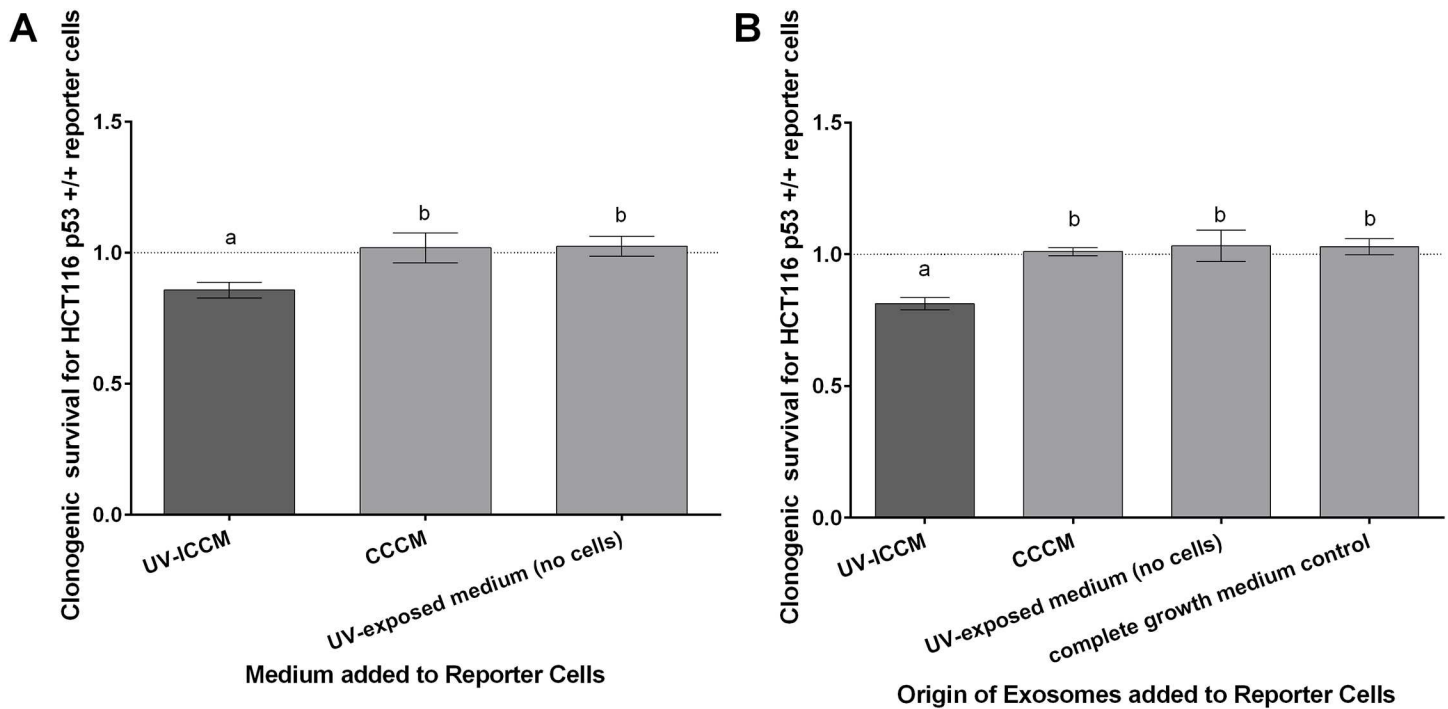 A
Clonogenic survival for HCT116 p53 +/+ reporter cells
1.5
1.0
0.5
0.0
a
b
b
UV-ICCM
CCCM
UV-exposed medium (no cells)
Medium added to Reporter Cells
B
Clonogenic survival for HCT116 p53 +/+ reporter cells
1.5
1.0
0.5
0.0
a
b
b
b
UV-ICCM
CCCM
UV-exposed medium (no cells)
complete growth medium control
Origin of Exosomes added to Reporter Cells